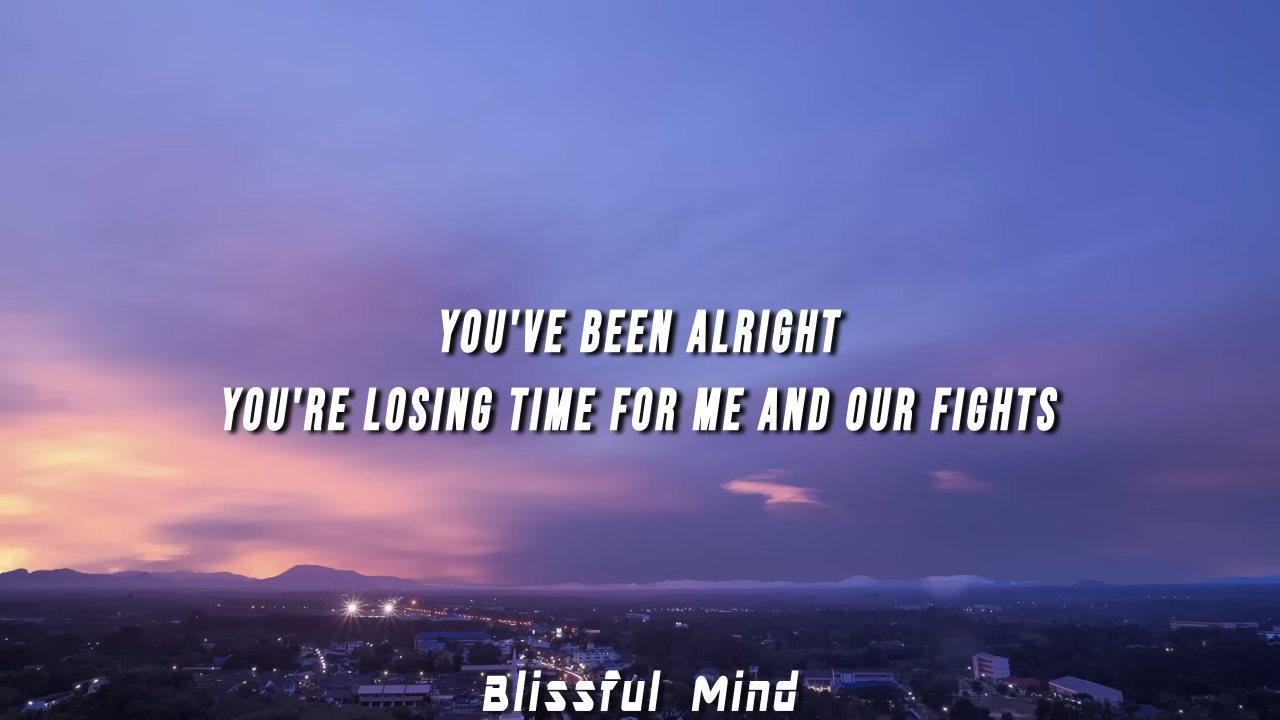 YOU'VE BEEN ALRIGHT
YOU'RE LOSING TIME FOR ME AND OUR FIGHTS
Blissful Mind